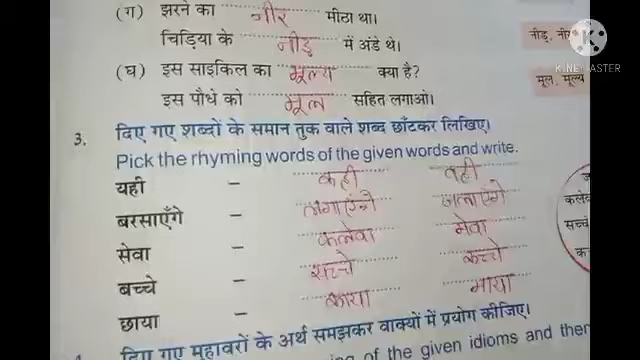 (ग) झरने का नीर मीठा था।
चिड़िया के नीड़ में अंडे थे। नीड़, नीर
(घ) इस साइकिल का मूल्य क्या है?
इस पौधे को मूल सहित लगाओ। मूल, मूल्य
KINEMASTER
3. दिए गए शब्दों के समान तुक वाले शब्द छाँटकर लिखिए।
Pick the rhyming words of the given words and write.
यही – कही वही
बरसाएँगे – लगाएंगे जलाएंगे
सेवा – कलेवा मेवा
बच्चे – सच्चे कच्चे
छाया – काया माया
दिए गए मुहावरों के अर्थ समझकर वाक्यों में प्रयोग कीजिए।
of the given idioms and then